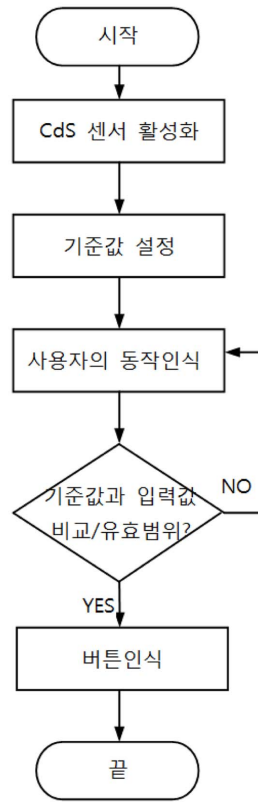 시작
CdS 센서 활성화
기준값 설정
사용자의 동작인식
기준값과 입력값
비교/유효범위?
NO
YES
버튼인식
끝